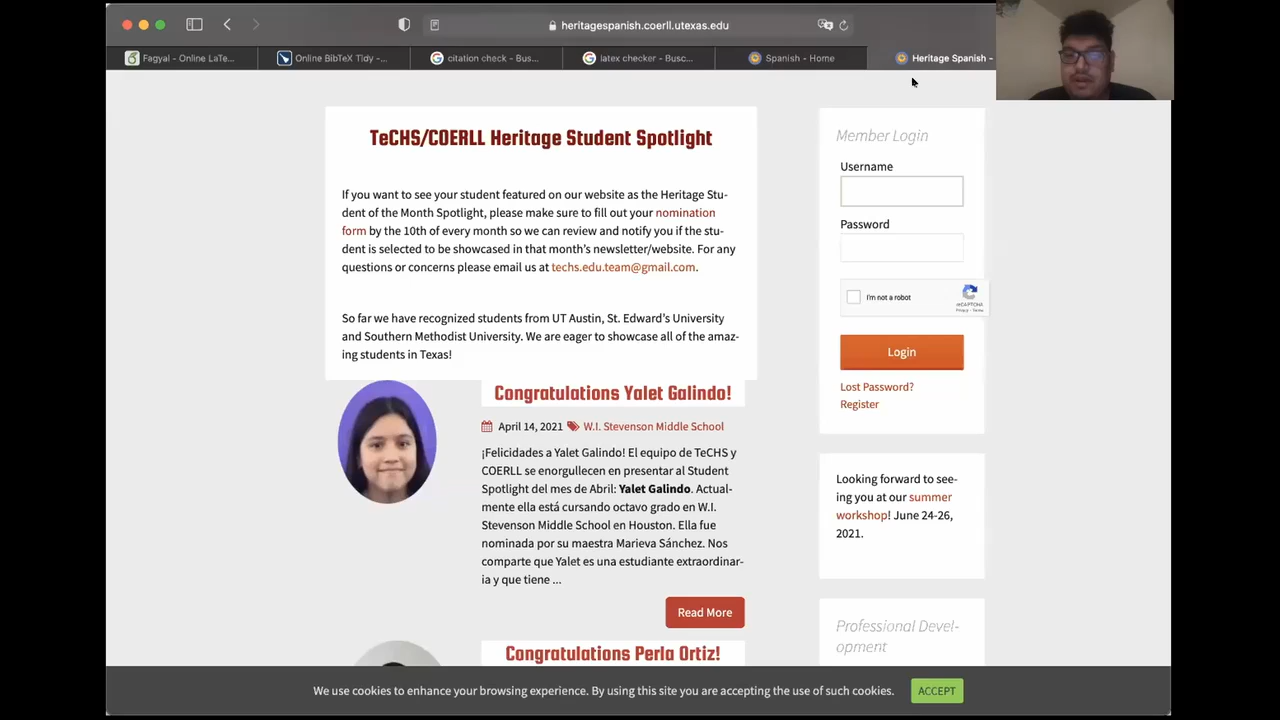 heritagespanish.coerll.utexas.edu
Fagyal - Online LaTe...
Online BibTeX Tidy -...
citation check - Bus...
latex checker - Busc...
Spanish - Home
Heritage Spanish -
TeCHS/COERLL Heritage Student Spotlight
If you want to see your student featured on our website as the Heritage Stu-
dent of the Month Spotlight, please make sure to fill out your nomination
form by the 10th of every month so we can review and notify you if the stu-
dent is selected to be showcased in that month's newsletter/website. For any
questions or concerns please email us at techs.edu.team@gmail.com.
So far we have recognized students from UT Austin, St. Edward's University
and Southern Methodist University. We are eager to showcase all of the amaz-
ing students in Texas!
Congratulations Yalet Galindo!
April 14, 2021 W.I. Stevenson Middle School
¡Felicidades a Yalet Galindo! El equipo de TeCHS y
COERLL se enorgullecen en presentar al Student
Spotlight del mes de Abril: Yalet Galindo. Actual-
mente ella está cursando octavo grado en W.I.
Stevenson Middle School en Houston. Ella fue
nominada por su maestra Marieva Sánchez. Nos
comparte que Yalet es una estudiante extraordinar-
ia y que tiene ...
Read More
Congratulations Perla Ortiz!
Member Login
Username
Password
I'm not a robot
reCAPTCHA
Privacy - Terms
Login
Lost Password?
Register
Looking forward to see-
ing you at our summer
workshop! June 24-26,
2021.
Professional Devel-
opment
We use cookies to enhance your browsing experience. By using this site you are accepting the use of such cookies.
ACCEPT